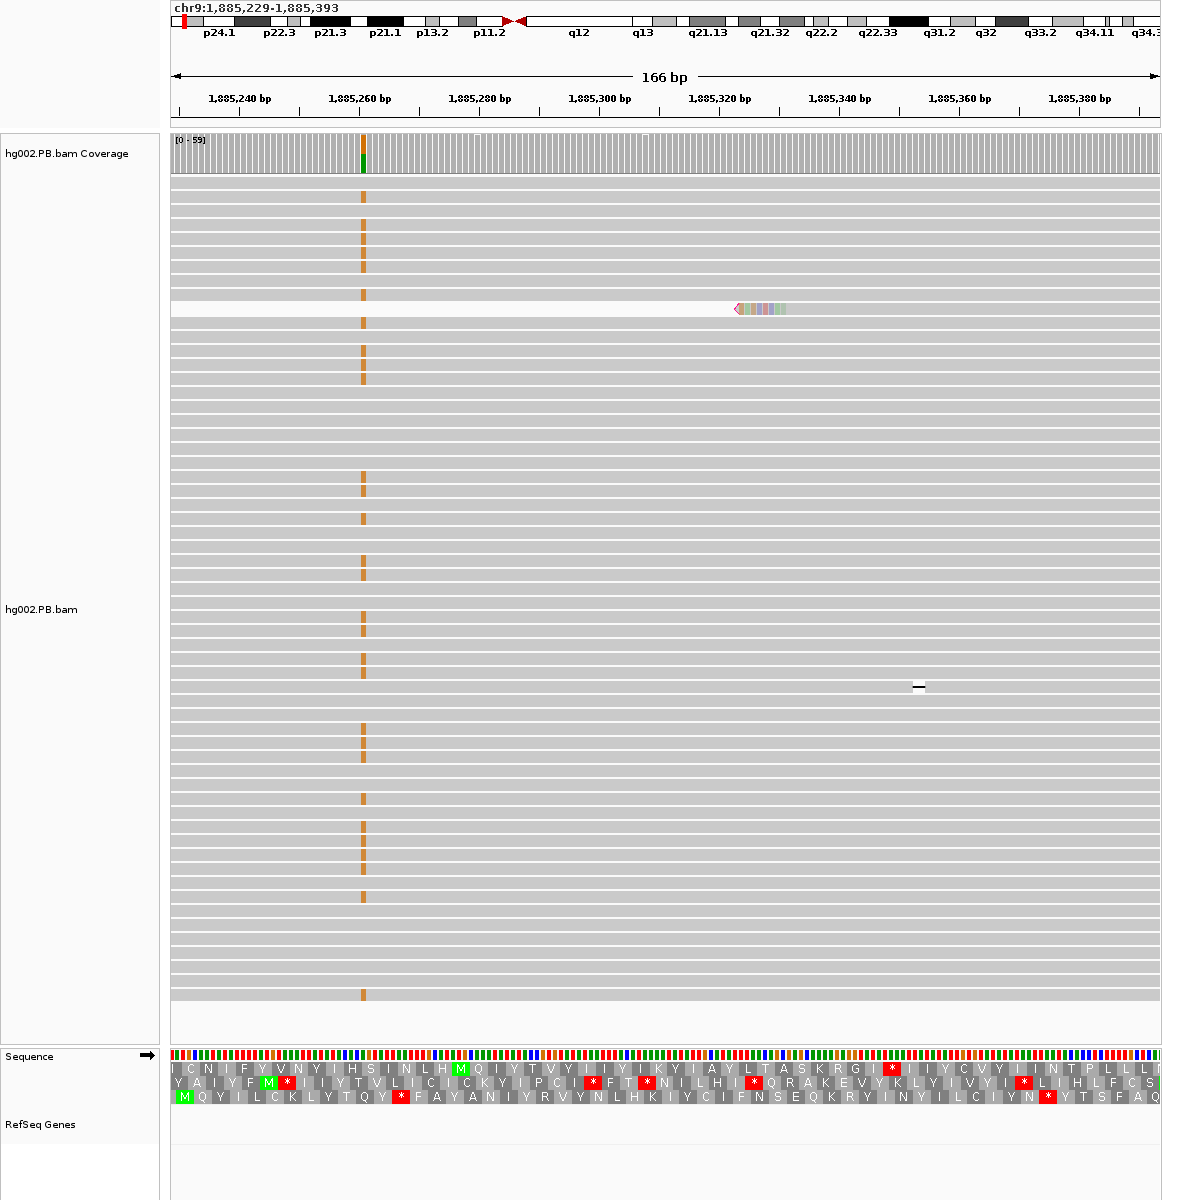 chr9:1,885,229-1,885,393
p24.1 p22.3 p21.3 p21.1 p13.2 p11.2 q12 q13 q21.13 q21.32 q22.2 q22.33 q31.2 q32 q33.2 q34.11 q34.3
166 bp
1,885,240 bp 1,885,260 bp 1,885,280 bp 1,885,300 bp 1,885,320 bp 1,885,340 bp 1,885,360 bp 1,885,380 bp
[0 - 59]
hg002.PB.bam Coverage
hg002.PB.bam
Sequence
I C N I F Y V N Y I H S I N L H M Q I Y T V Y I I Y I K Y I A Y L T A S K R G I * I I Y C V Y I I N T P L L L
Y A I Y F M * I I Y T V L I C I C K Y I P C I * F T * N I L H I * Q R A K E V Y K L Y I V Y I * L I H L F C S
M Q Y I L C K L Y T Q Y * F A Y A N I Y R V Y N L H K I Y C I F N S E Q K R Y I N Y I L C I Y N * Y T S F A Q
RefSeq Genes